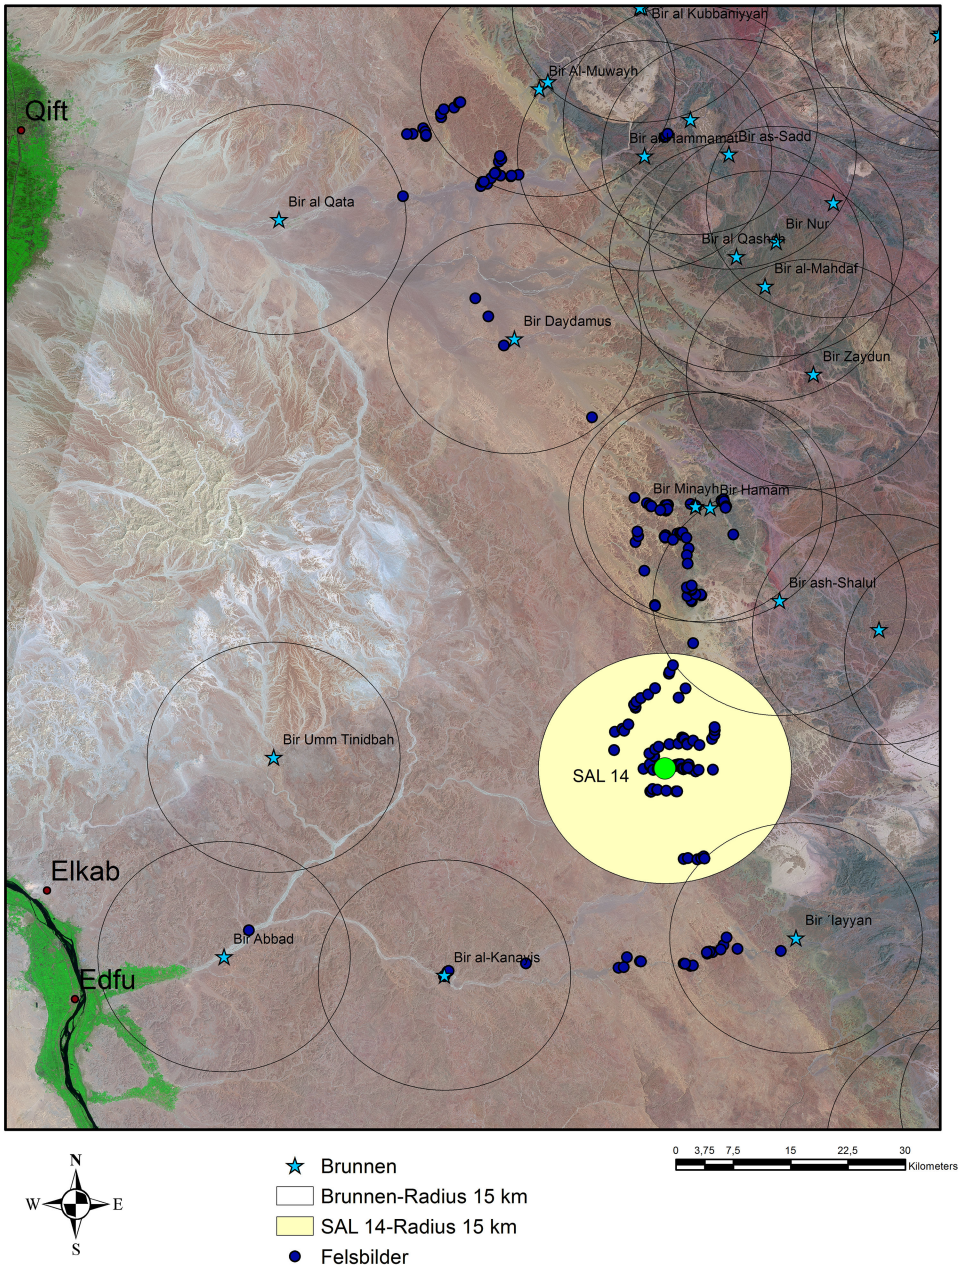 Bir al Kubbaniyyah
Bir Al-Muwayh
Qift
Bir al Hammamat
Bir as-Sadd
Bir al Qata
Bir Nur
Bir al Qashsh
Bir al-Mahdaf
Bir Daydamus
Bir Zaydun
Bir Minayh
Bir Hamam
Bir ash-Shalul
Bir Umm Tinidbah
SAL 14
Elkab
Bir ´Iayyan
Bir Abbad
Bir al-Kanayis
Edfu
0 3,75 7,5 15 22,5 30
Kilometers
N
W E
S
Brunnen
Brunnen-Radius 15 km
SAL 14-Radius 15 km
Felsbilder